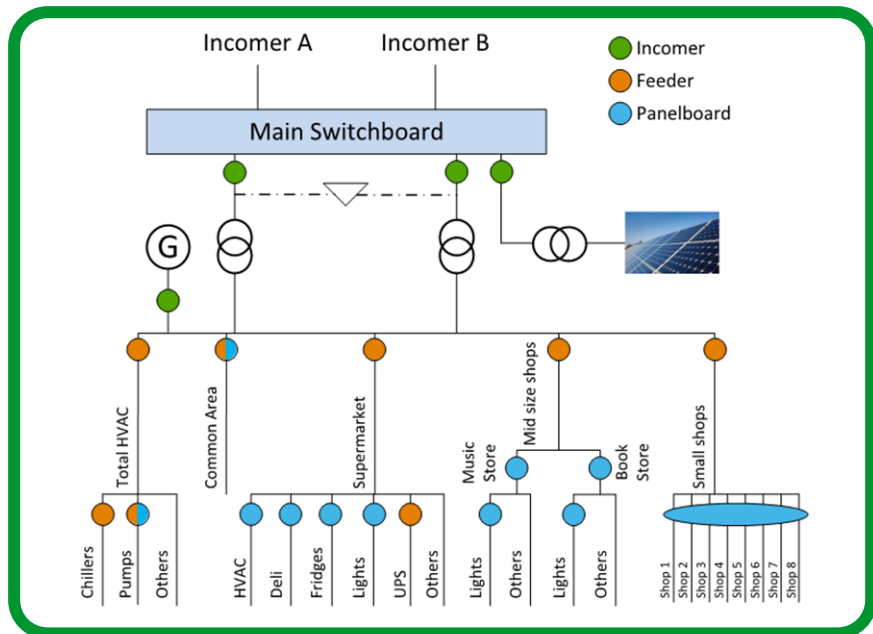 Incomer A
Incomer B
Incomer
Feeder
Panelboard
Main Switchboard
G
Total HVAC
Common Area
Supermarket
Mid size shops
Small shops
Music
Store
Book
Store
Chillers
Pumps
Others
HVAC
Deli
Fridges
Lights
UPS
Others
Lights
Others
Lights
Others
Shop 1
Shop 2
Shop 3
Shop 4
Shop 5
Shop 6
Shop 7
Shop 8